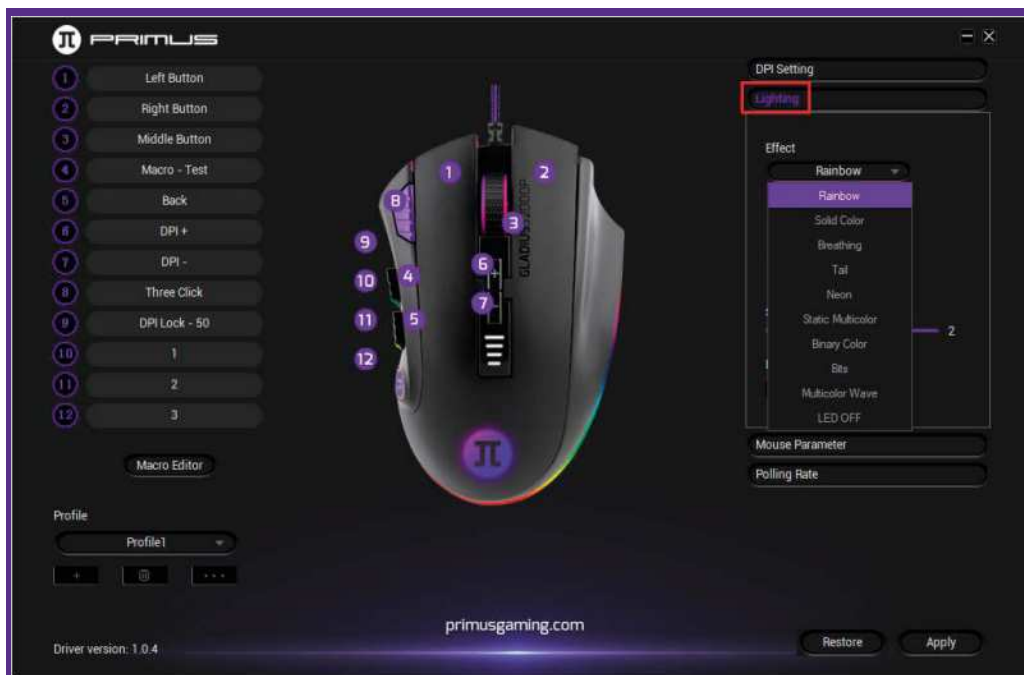 PRIMUS
1 Left Button
2 Right Button
3 Middle Button
4 Macro - Test
5 Back
6 DPI +
7 DPI -
8 Three Click
9 DPI Lock - 50
10 1
11 2
12 3
Macro Editor
Profile
Profile1
Driver version: 1.0.4
1
2
8
3
9
6
4
10
7
11
5
12
primusgaming.com
DPI Setting
Lighting
Effect
Rainbow
Rainbow
Solid Color
Breathing
Tail
Neon
Static Multicolor
2
Binary Color
Bits
Multicolor Wave
LED OFF
Mouse Parameter
Polling Rate
Restore
Apply